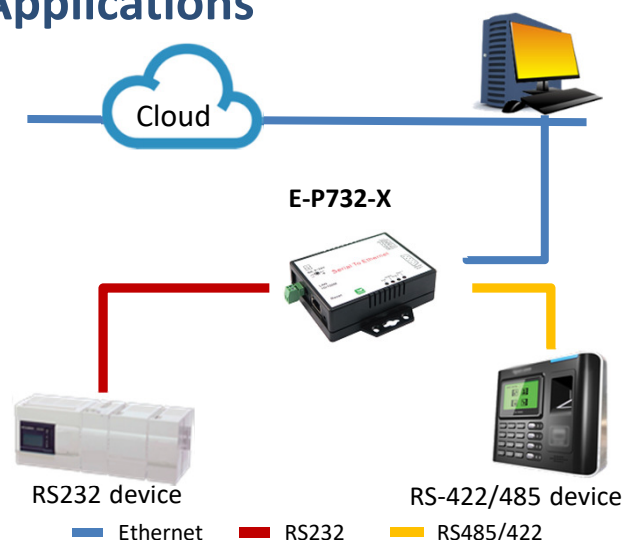 Applications
Cloud
E-P732-X
Serial To Ethernet
RS232 device
RS-422/485 device
Ethernet
RS232
RS485/422